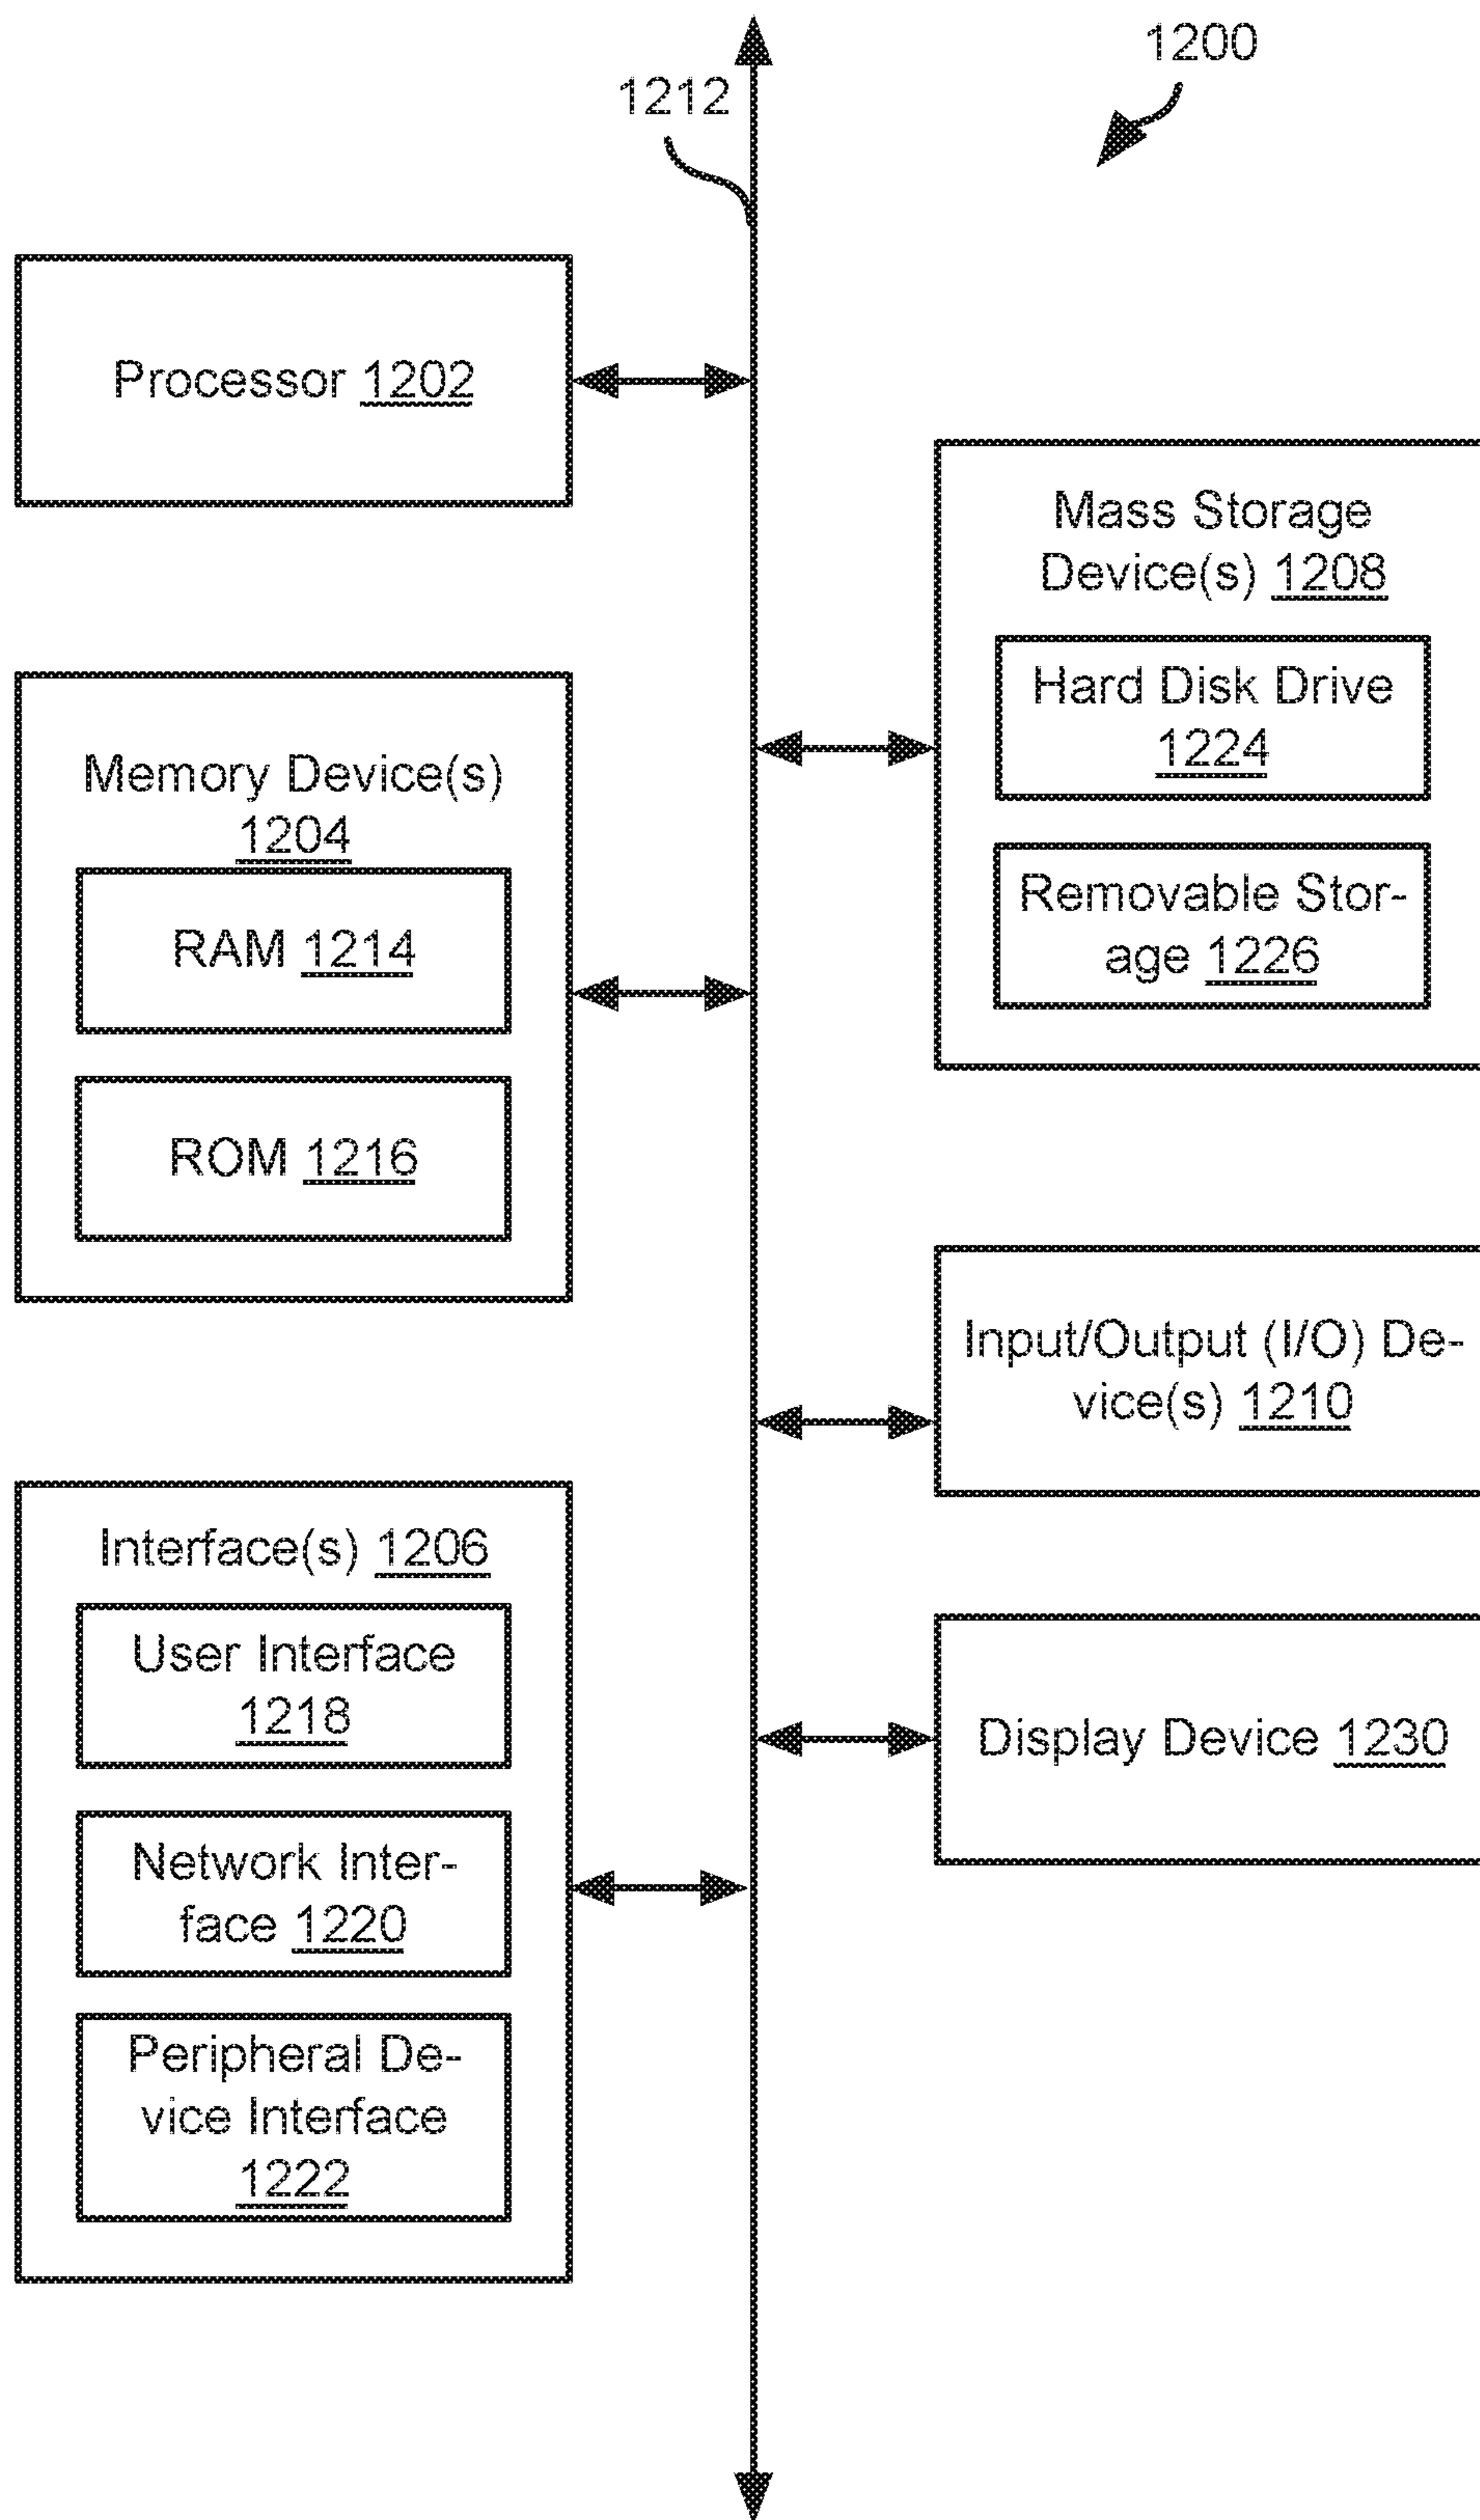 1200
1212
Processor 1202
Mass Storage
Device(s) 1208
Hard Disk Drive
1224
Removable Stor-
age 1226
Memory Device(s)
1204
RAM 1214
ROM 1216
Input/Output (I/O) De-
vice(s) 1210
Interface(s) 1206
User Interface
1218
Network Inter-
face 1220
Peripheral De-
vice Interface
1222
Display Device 1230